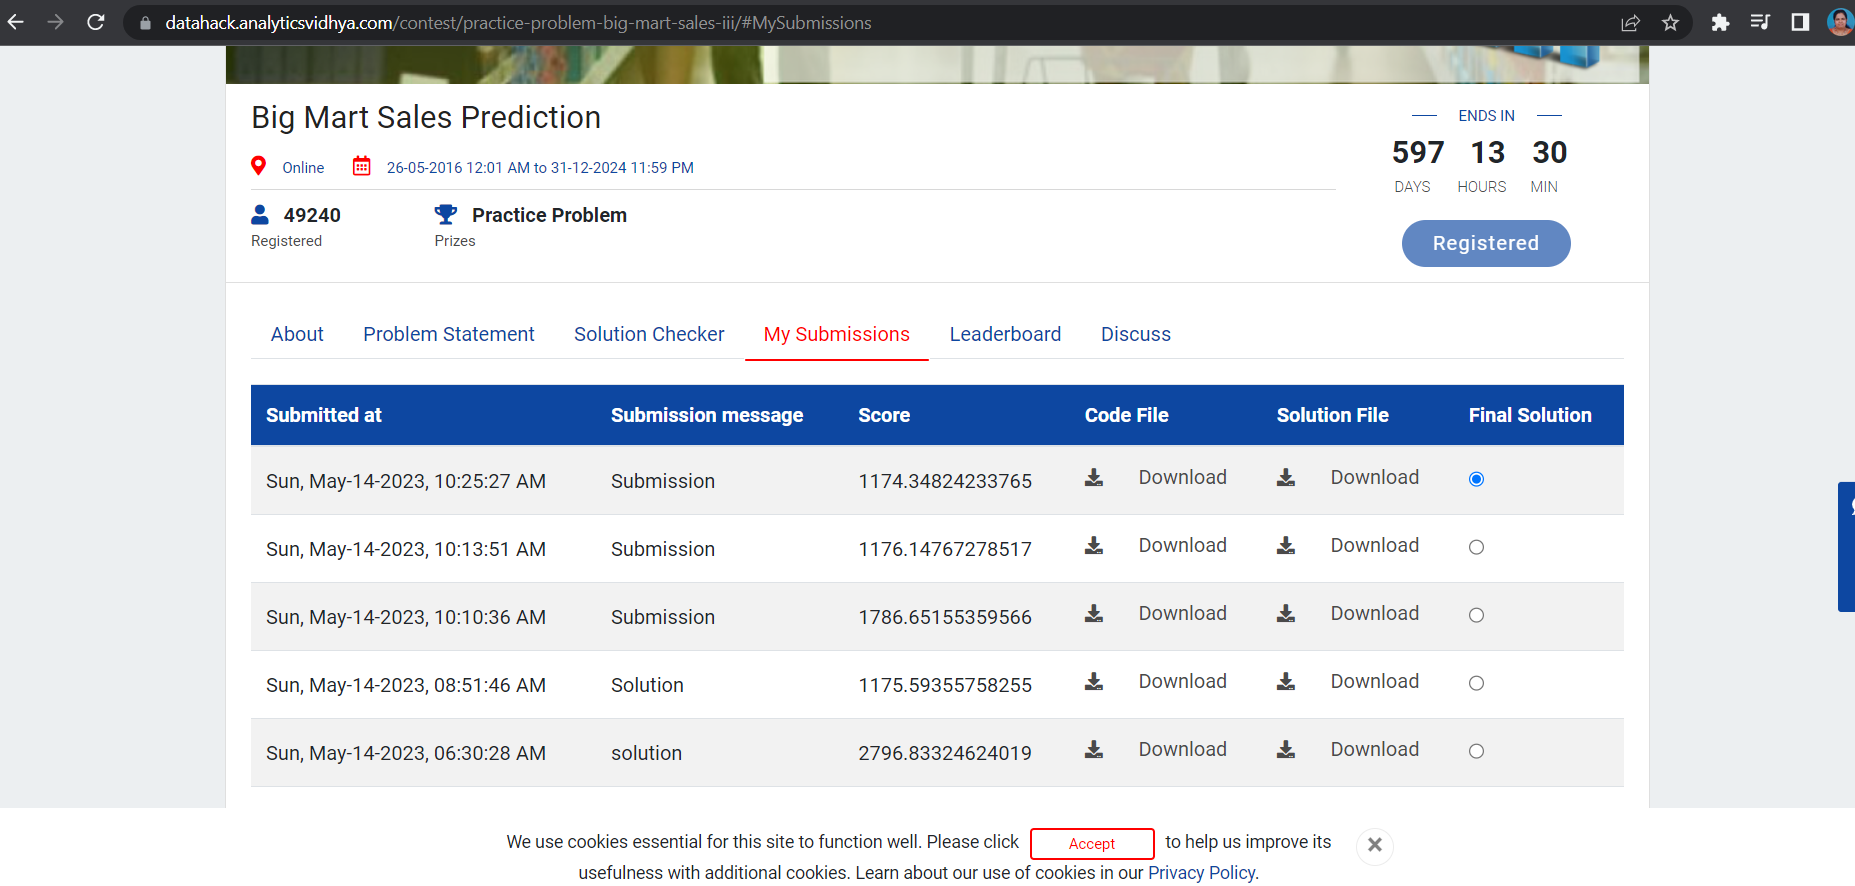 datahack.analyticsvidhya.com/contest/practice-problem-big-mart-sales-iii/#MySubmissions
Big Mart Sales Prediction
ENDS IN
597 13 30
DAYS HOURS MIN
Online 26-05-2016 12:01 AM to 31-12-2024 11:59 PM
49240 Practice Problem
Registered Prizes
Registered
About Problem Statement Solution Checker My Submissions Leaderboard Discuss
Submitted at Submission message Score Code File Solution File Final Solution
Sun, May-14-2023, 10:25:27 AM Submission 1174.34824233765 Download Download
Sun, May-14-2023, 10:13:51 AM Submission 1176.14767278517 Download Download
Sun, May-14-2023, 10:10:36 AM Submission 1786.65155359566 Download Download
Sun, May-14-2023, 08:51:46 AM Solution 1175.59355758255 Download Download
Sun, May-14-2023, 06:30:28 AM solution 2796.83324624019 Download Download
We use cookies essential for this site to function well. Please click Accept to help us improve its
usefulness with additional cookies. Learn about our use of cookies in our Privacy Policy.